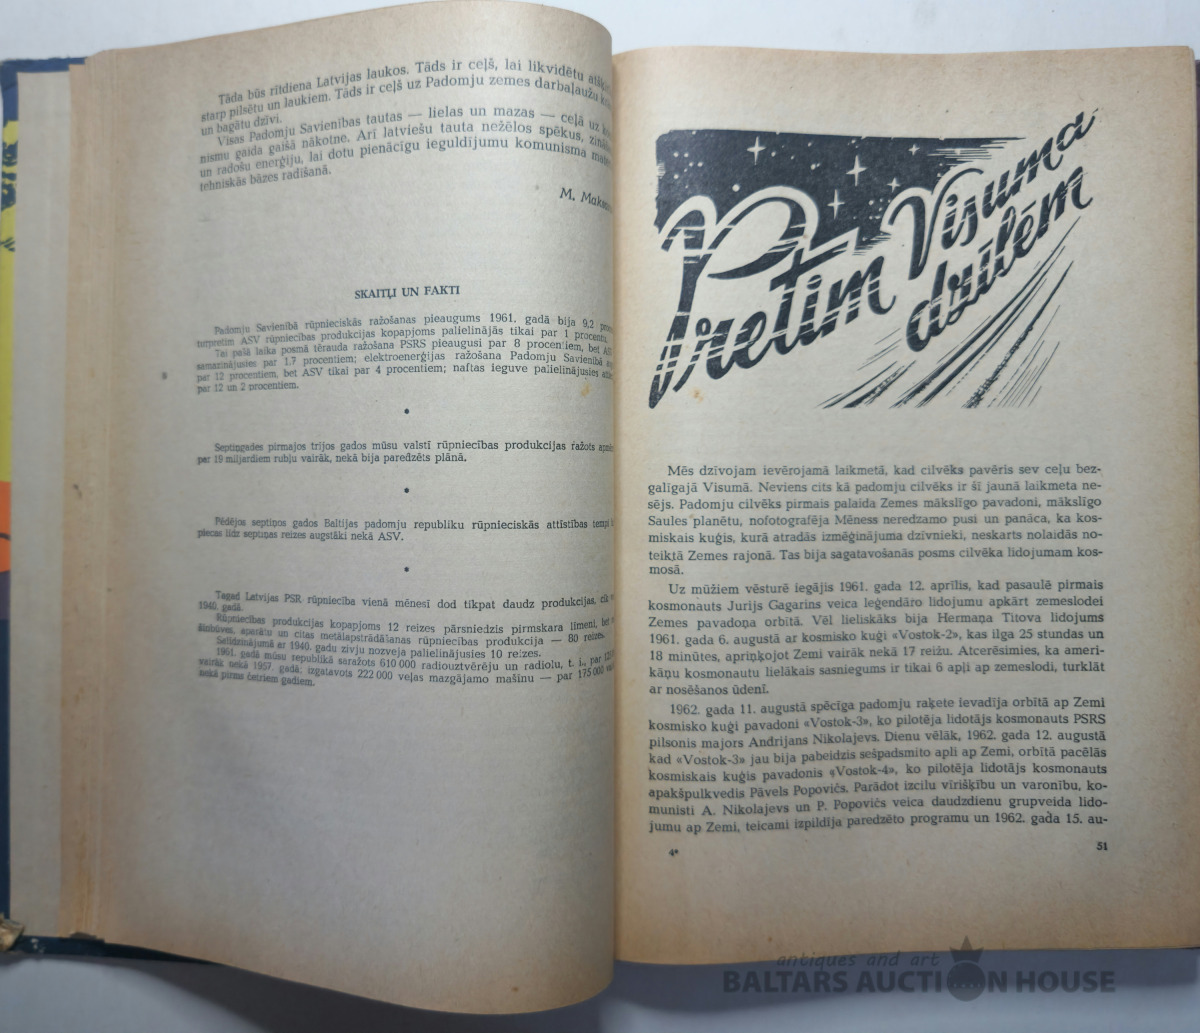 Tāda būs rītdiena Latvijas laukos. Tāds ir ceļš, lai likvidētu
starp pilsētu un laukiem. Tāds ir ceļš uz Padomju zemes darbaļaužu
un bagātu dzīvi.
Visas Padomju Savienības tautas — lielas un mazas — ceļā uz
nismu gaida gaišā nākotne. Arī latviešu tauta nežēlos spēkus,
un radošu enerģiju, lai dotu pienācīgu ieguldījumu komunisma
tehniskās bāzes radīšanā.
M.
SKAITĻI UN FAKTI
Padomju Savienībā rūpnieciskās ražošanas pieaugums 1961. gadā bija 9,2
turpretim ASV rūpniecības produkcijas kopapjoms palielinājās tikai par 1 procentu.
Tai pašā laika posmā tērauda ražošana PSRS pieaugusi par 8 procentiem, bet
samazinājusies par 1,7 procentiem; elektroenerģijas ražošana Padomju Savienībā
par 12 procentiem, bet ASV tikai par 4 procentiem; naftas ieguve palielinājusies
par 12 un 2 procentiem.
•
Septiņgades pirmajos trijos gados mūsu valstī rūpniecības produkcijas ražots
par 19 miljardiem rubļu vairāk, nekā bija paredzēts plānā.
•
Pēdējos septiņos gados Baltijas padomju republiku rūpnieciskās attīstības tempi
piecas līdz septiņas reizes augstāki nekā ASV.
•
Tagad Latvijas PSR rūpniecība vienā mēnesī dod tikpat daudz produkcijas, cik
1940. gadā.
Rūpniecības produkcijas kopapjoms 12 reizes pārsniedzis pirmskara līmeni, bet
šinbūves, aparātu un citas metālapstrādāšanas rūpniecības produkcija — 80 reizes.
Salīdzinājumā ar 1940. gadu zivju nozveja palielinājusies 10 reizes.
1961. gadā mūsu republikā saražots 610 000 radiouztvērēju un radiolu, t. i., par
vairāk nekā 1957. gadā; izgatavots 222 000 veļas mazgājamo mašīnu — par 175 000
nekā pirms četriem gadiem.
Pretim Visuma
dzīlēm
Mēs dzīvojam ievērojamā laikmetā, kad cilvēks pavēris sev ceļu bez-
galīgajā Visumā. Neviens cits kā padomju cilvēks ir šī jaunā laikmeta ne-
sējs. Padomju cilvēks pirmais palaida Zemes mākslīgo pavadoni, mākslīgo
Saules planētu, nofotografēja Mēness neredzamo pusi un panāca, ka kos-
miskais kuģis, kurā atradās izmēģinājuma dzīvnieki, neskarts nolaidās no-
teiktā Zemes rajonā. Tas bija sagatavošanās posms cilvēka lidojumam kos-
mosā.
Uz mūžiem vēsturē iegājis 1961. gada 12. aprīlis, kad pasaulē pirmais
kosmonauts Jurijs Gagarins veica leģendāro lidojumu apkārt zemeslodei
Zemes pavadoņa orbītā. Vēl lieliskāks bija Hermaņa Titova lidojums
1961. gada 6. augustā ar kosmisko kuģi «Vostok-2», kas ilga 25 stundas un
18 minūtes, apriņķojot Zemi vairāk nekā 17 reižu. Atcerēsimies, ka ameri-
kāņu kosmonautu lielākais sasniegums ir tikai 6 apļi ap zemeslodi, turklāt
ar nosēšanos ūdenī.
1962. gada 11. augustā spēcīga padomju raķete ievadīja orbītā ap Zemi
kosmisko kuģi pavadoni «Vostok-3», ko pilotēja lidotājs kosmonauts PSRS
pilsonis majors Andrijans Nikolajevs. Dienu vēlāk, 1962. gada 12. augustā
kad «Vostok-3» jau bija pabeidzis sešpadsmito apli ap Zemi, orbītā pacēlās
kosmiskais kuģis pavadonis «Vostok-4», ko pilotēja lidotājs kosmonauts
apakšpulkvedis Pāvels Popovičs. Parādot izcilu vīrišķību un varonību, ko-
munisti A. Nikolajevs un P. Popovičs veica daudzdienu grupveida lido-
jumu ap Zemi, teicami izpildīja paredzēto programu un 1962. gada 15. au-
4*
51
antiques and art
BALTARS AUCTION HOUSE